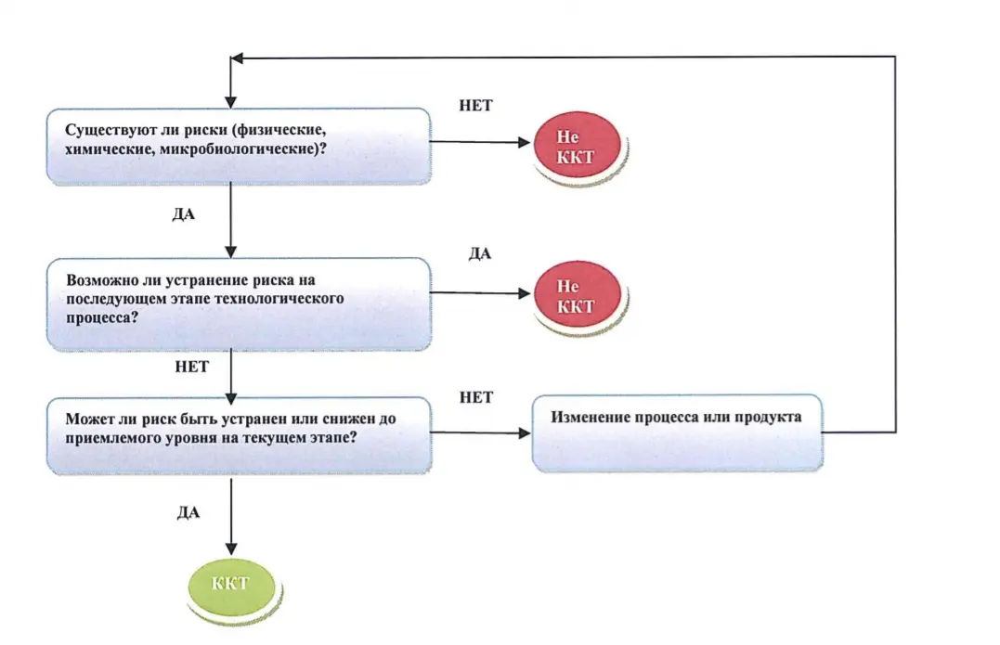 НЕТ
Существуют ли риски (физические,
химические, микробиологические)?
Не
ККТ
ДА
ДА
Возможно ли устранение риска на
последующем этапе технологического
процесса?
Не
ККТ
НЕТ
НЕТ
Может ли риск быть устранен или снижен до
приемлемого уровня на текущем этапе?
Изменение процесса или продукта
ДА
ККТ